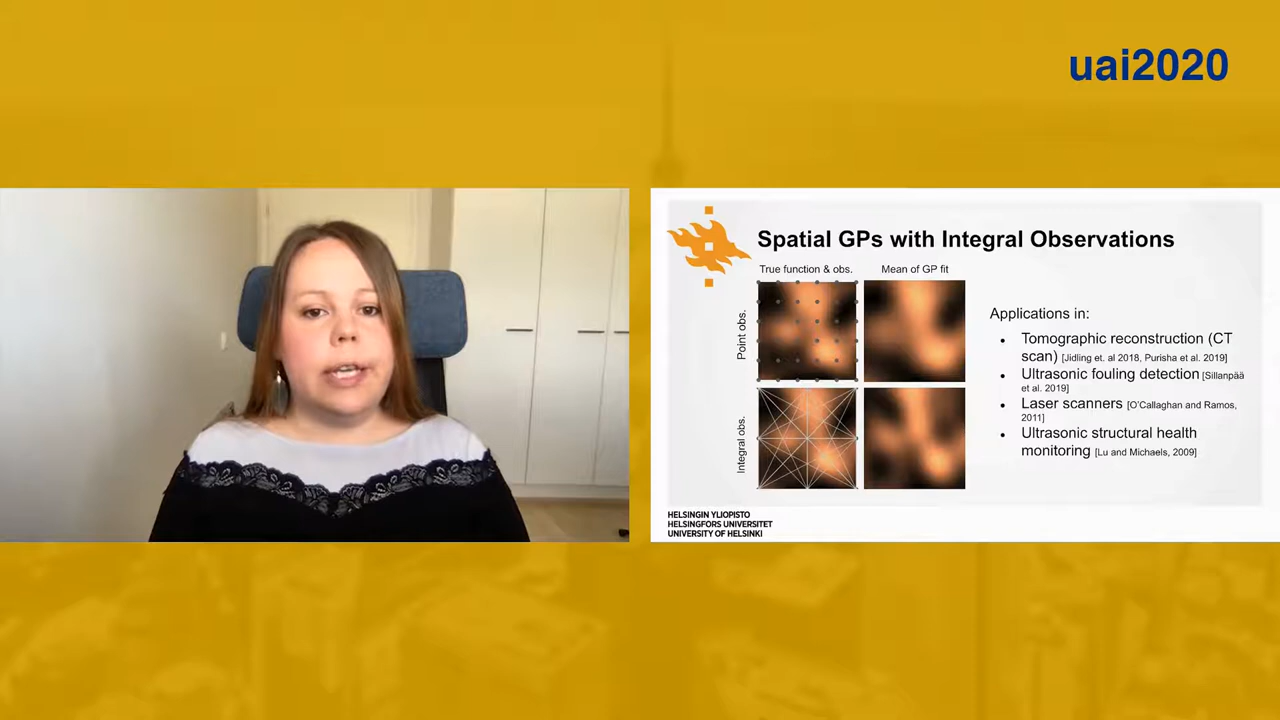 uai2020
Spatial GPs with Integral Observations
True function & obs.
Mean of GP fit
Point obs.
Integral obs.
Applications in:
• Tomographic reconstruction (CT
scan) [Jidling et. al 2018, Purisha et al. 2019]
• Ultrasonic fouling detection [Sillanpää
et al. 2019]
• Laser scanners [O'Callaghan and Ramos,
2011]
• Ultrasonic structural health
monitoring [Lu and Michaels, 2009]
HELSINGIN YLIOPISTO
HELSINGFORS UNIVERSITET
UNIVERSITY OF HELSINKI